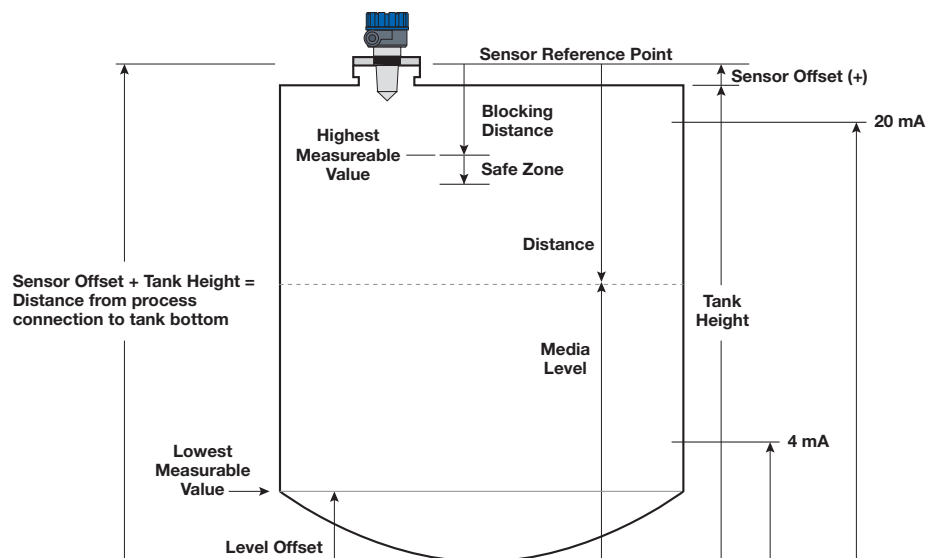 Sensor Reference Point
Sensor Offset (+)
Blocking
Distance
20 mA
Highest
Measureable
Value
Safe Zone
Distance
Sensor Offset + Tank Height =
Distance from process
connection to tank bottom
Tank
Height
Media
Level
4 mA
Lowest
Measurable
Value
Level Offset